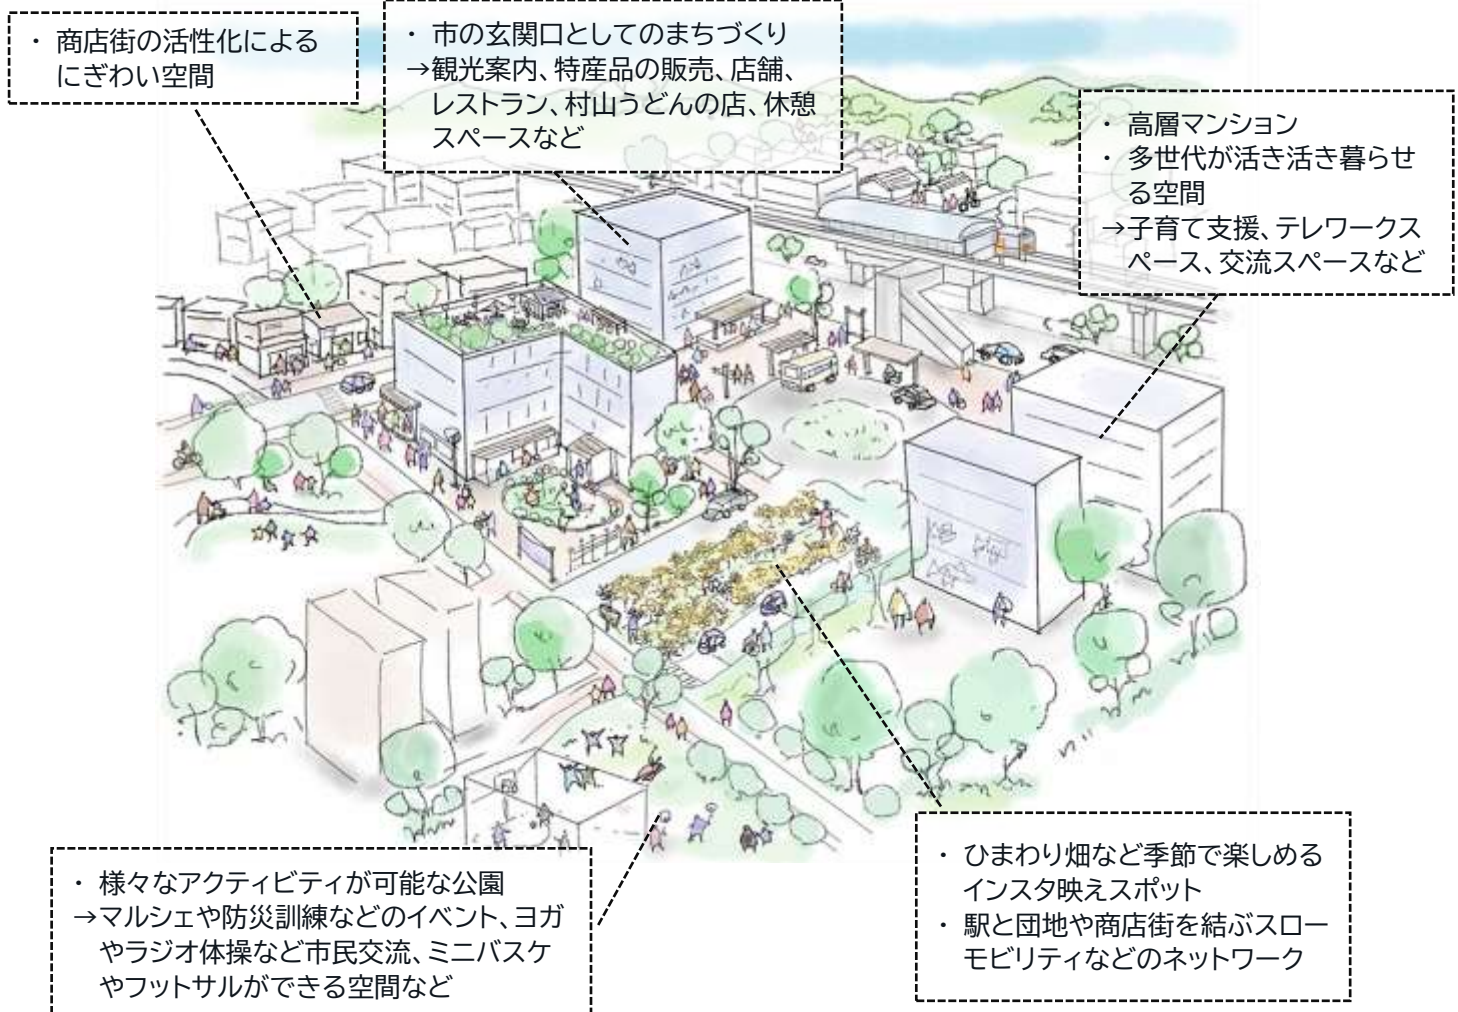 ・ 商店街の活性化による
にぎわい空間
・ 市の玄関口としてのまちづくり
→観光案内、特産品の販売、店舗、
レストラン、村山うどんの店、休憩
スペースなど
・ 高層マンション
・ 多世代が活き活き暮らせ
る空間
→子育て支援、テレワークス
ペース、交流スペースなど
・ 様々なアクティビティが可能な公園
→マルシェや防災訓練などのイベント、ヨガ
やラジオ体操など市民交流、ミニバスケ
やフットサルができる空間など
・ ひまわり畑など季節で楽しめる
インスタ映えスポット
・ 駅と団地や商店街を結ぶスロー
モビリティなどのネットワーク